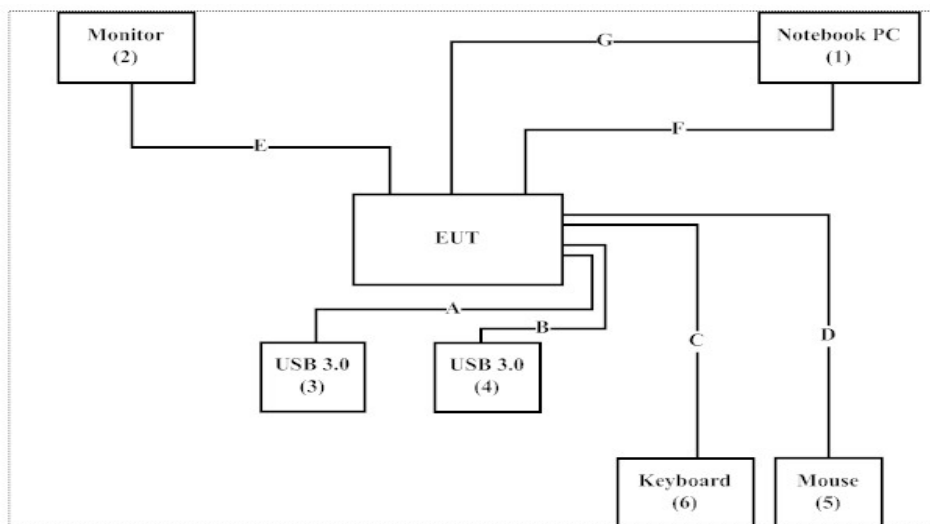 Monitor
(2)
Notebook PC
(1)
G
F
E
EUT
A
B
USB 3.0
(3)
USB 3.0
(4)
C
D
Keyboard
(6)
Mouse
(5)